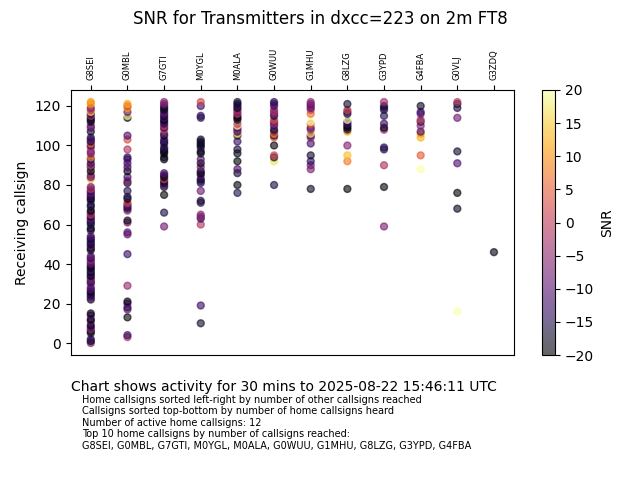 SNR for Transmitters in dxcc=223 on 2m FT8
G8SEI G0MBL G7GTI M0YGL M0ALA G0WUU G1MHU G8LZG G3YPD G4FBA G0VLJ G3ZDQ
120
100
80
60
40
20
0
Receiving callsign
20
15
10
5
0
−5
−10
−15
−20
SNR
Chart shows activity for 30 mins to 2025-08-22 15:46:11 UTC
Home callsigns sorted left-right by number of other callsigns reached
Callsigns sorted top-bottom by number of home callsigns heard
Number of active home callsigns: 12
Top 10 home callsigns by number of callsigns reached:
G8SEI, G0MBL, G7GTI, M0YGL, M0ALA, G0WUU, G1MHU, G8LZG, G3YPD, G4FBA